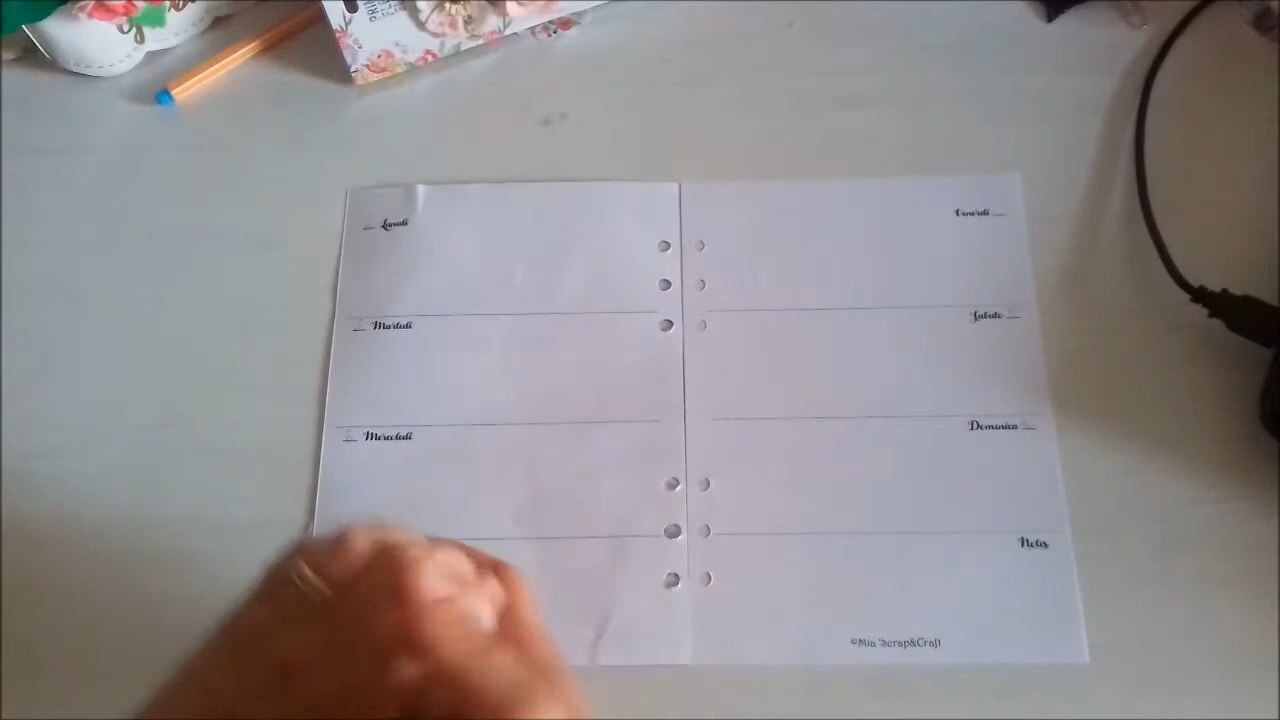 Lunedì
Martedì
Mercoledì
Venerdì
Sabato
Domenica
Notes
©Mia Scrap&Craft